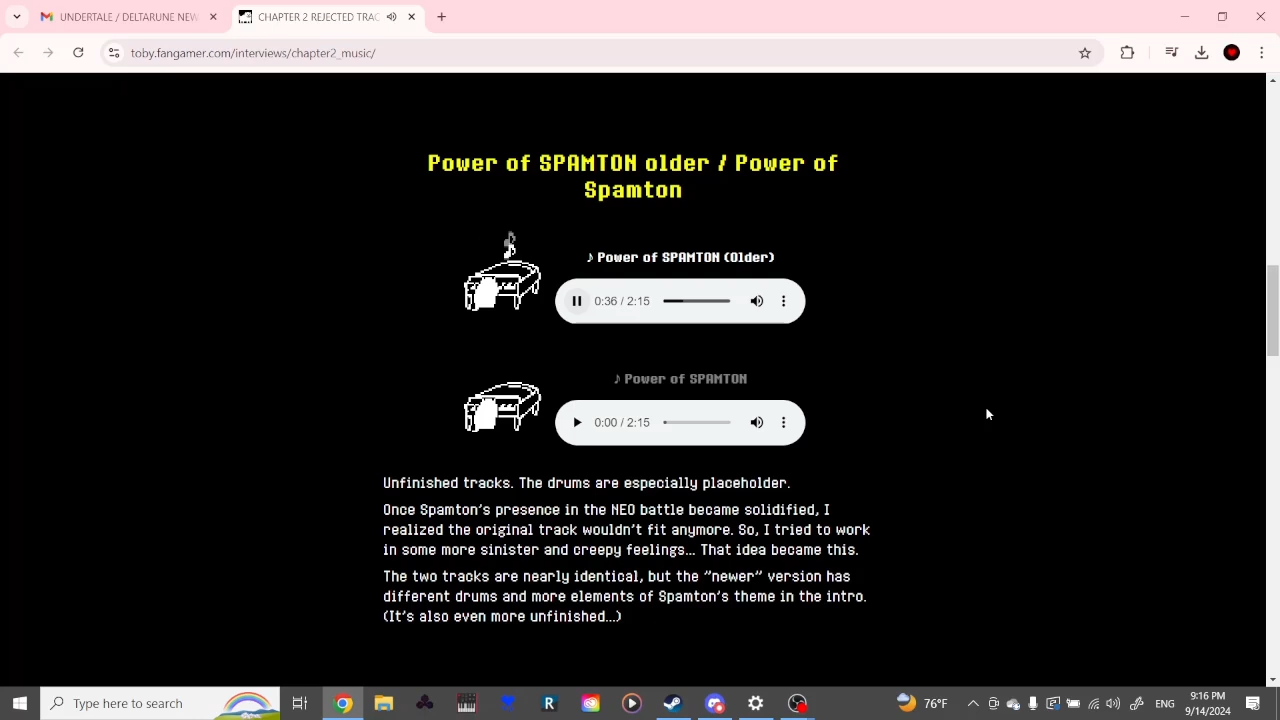 UNDERTALE / DELTARUNE NEW
CHAPTER 2 REJECTED TRAC
toby.fangamer.com/interviews/chapter2_music/
Power of SPAMTON older / Power of
Spamton
♪ Power of SPAMTON (Older)
0:36 / 2:15
♪ Power of SPAMTON
0:00 / 2:15
Unfinished tracks. The drums are especially placeholder.
Once Spamton's presence in the NEO battle became solidified, I
realized the original track wouldn't fit anymore. So, I tried to work
in some more sinister and creepy feelings... That idea became this.
The two tracks are nearly identical, but the "newer" version has
different drums and more elements of Spamton's theme in the intro.
(It's also even more unfinished...)
Type here to search
R
76°F
ENG
9:16 PM
9/14/2024